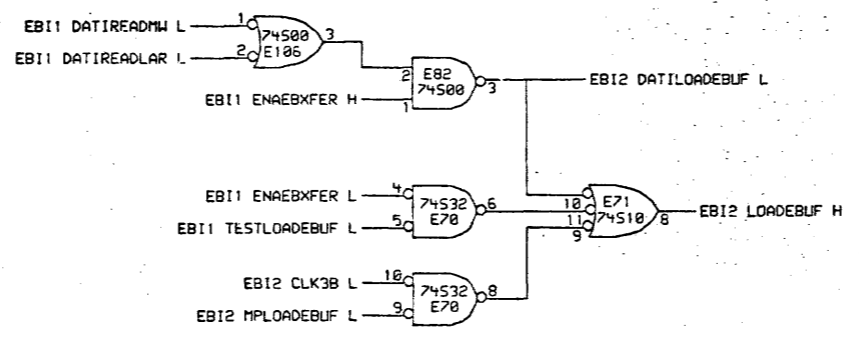 EBI1 DATIREADMW L 1
74S00 3
EBI1 DATIREADLAR L 2 E106
2 E82
74S00 3 EBI2 DATILOADEBUF L
EBI1 ENAEBXFER H 1
EBI1 ENAEBXFER L 4 74S32 6
E70
EBI1 TESTLOADEBUF L 5
10 E71
11 74S10 8 EBI2 LOADEBUF H
9
EBI2 CLK3B L 10 74S32 8
E70
EBI2 MPLOADEBUF L 9